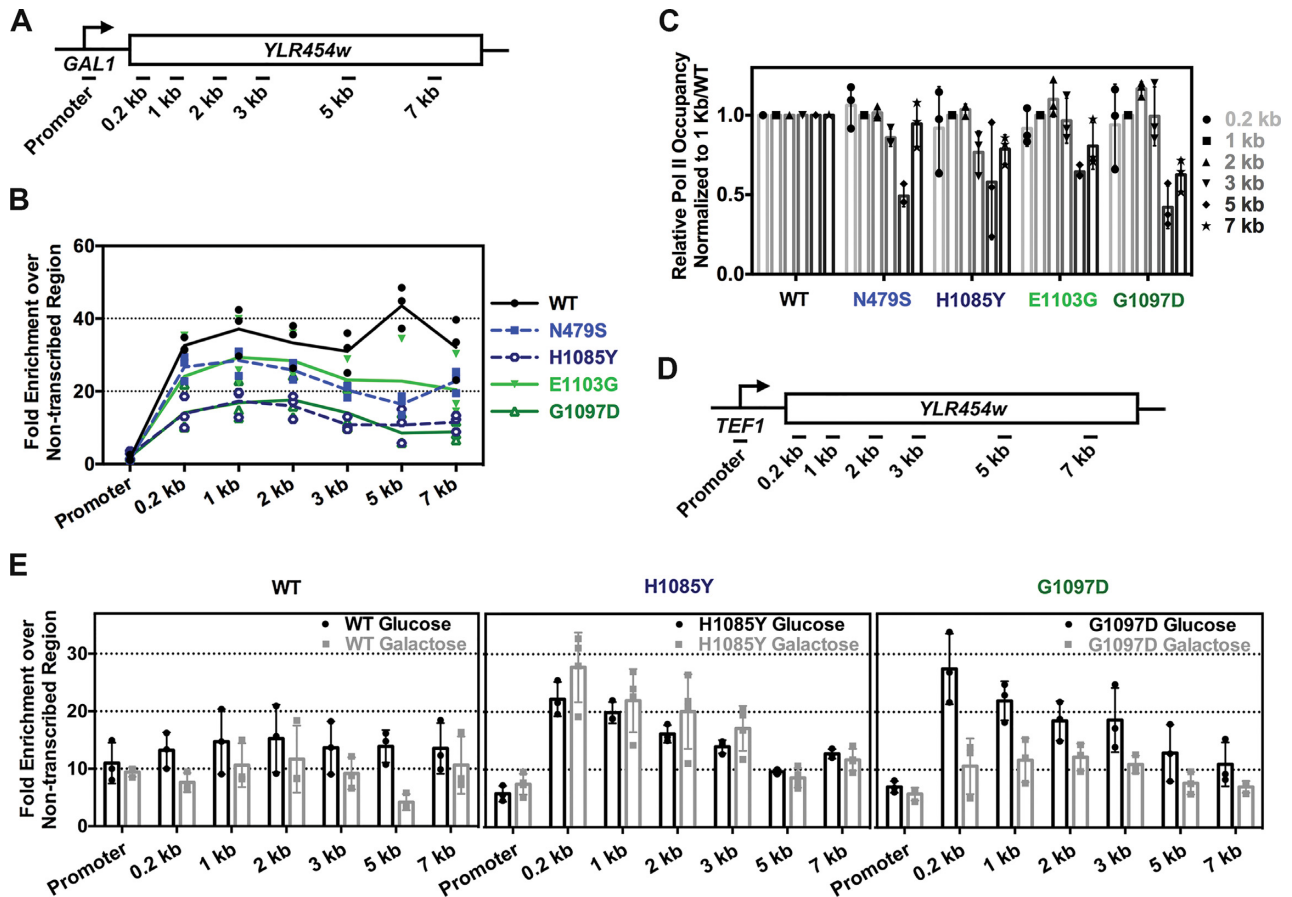 A
YLR454w
GAL1
Promoter
0.2 kb
1 kb
2 kb
3 kb
5 kb
7 kb
B
Fold Enrichment over
Non-transcribed Region
60
40
20
0
Promoter
0.2 kb
1 kb
2 kb
3 kb
5 kb
7 kb
WT
N479S
H1085Y
E1103G
G1097D
C
Relative Pol II Occupancy
Normalized to 1 Kb/WT
1.0
0.5
0.0
WT
N479S
H1085Y
E1103G
G1097D
0.2 kb
1 kb
2 kb
3 kb
5 kb
7 kb
D
YLR454w
TEF1
Promoter
0.2 kb
1 kb
2 kb
3 kb
5 kb
7 kb
E
Fold Enrichment over
Non-transcribed Region
30
20
10
0
WT
WT Glucose
WT Galactose
Promoter
0.2 kb
1 kb
2 kb
3 kb
5 kb
7 kb
H1085Y
H1085Y Glucose
H1085Y Galactose
Promoter
0.2 kb
1 kb
2 kb
3 kb
5 kb
7 kb
G1097D
G1097D Glucose
G1097D Galactose
Promoter
0.2 kb
1 kb
2 kb
3 kb
5 kb
7 kb